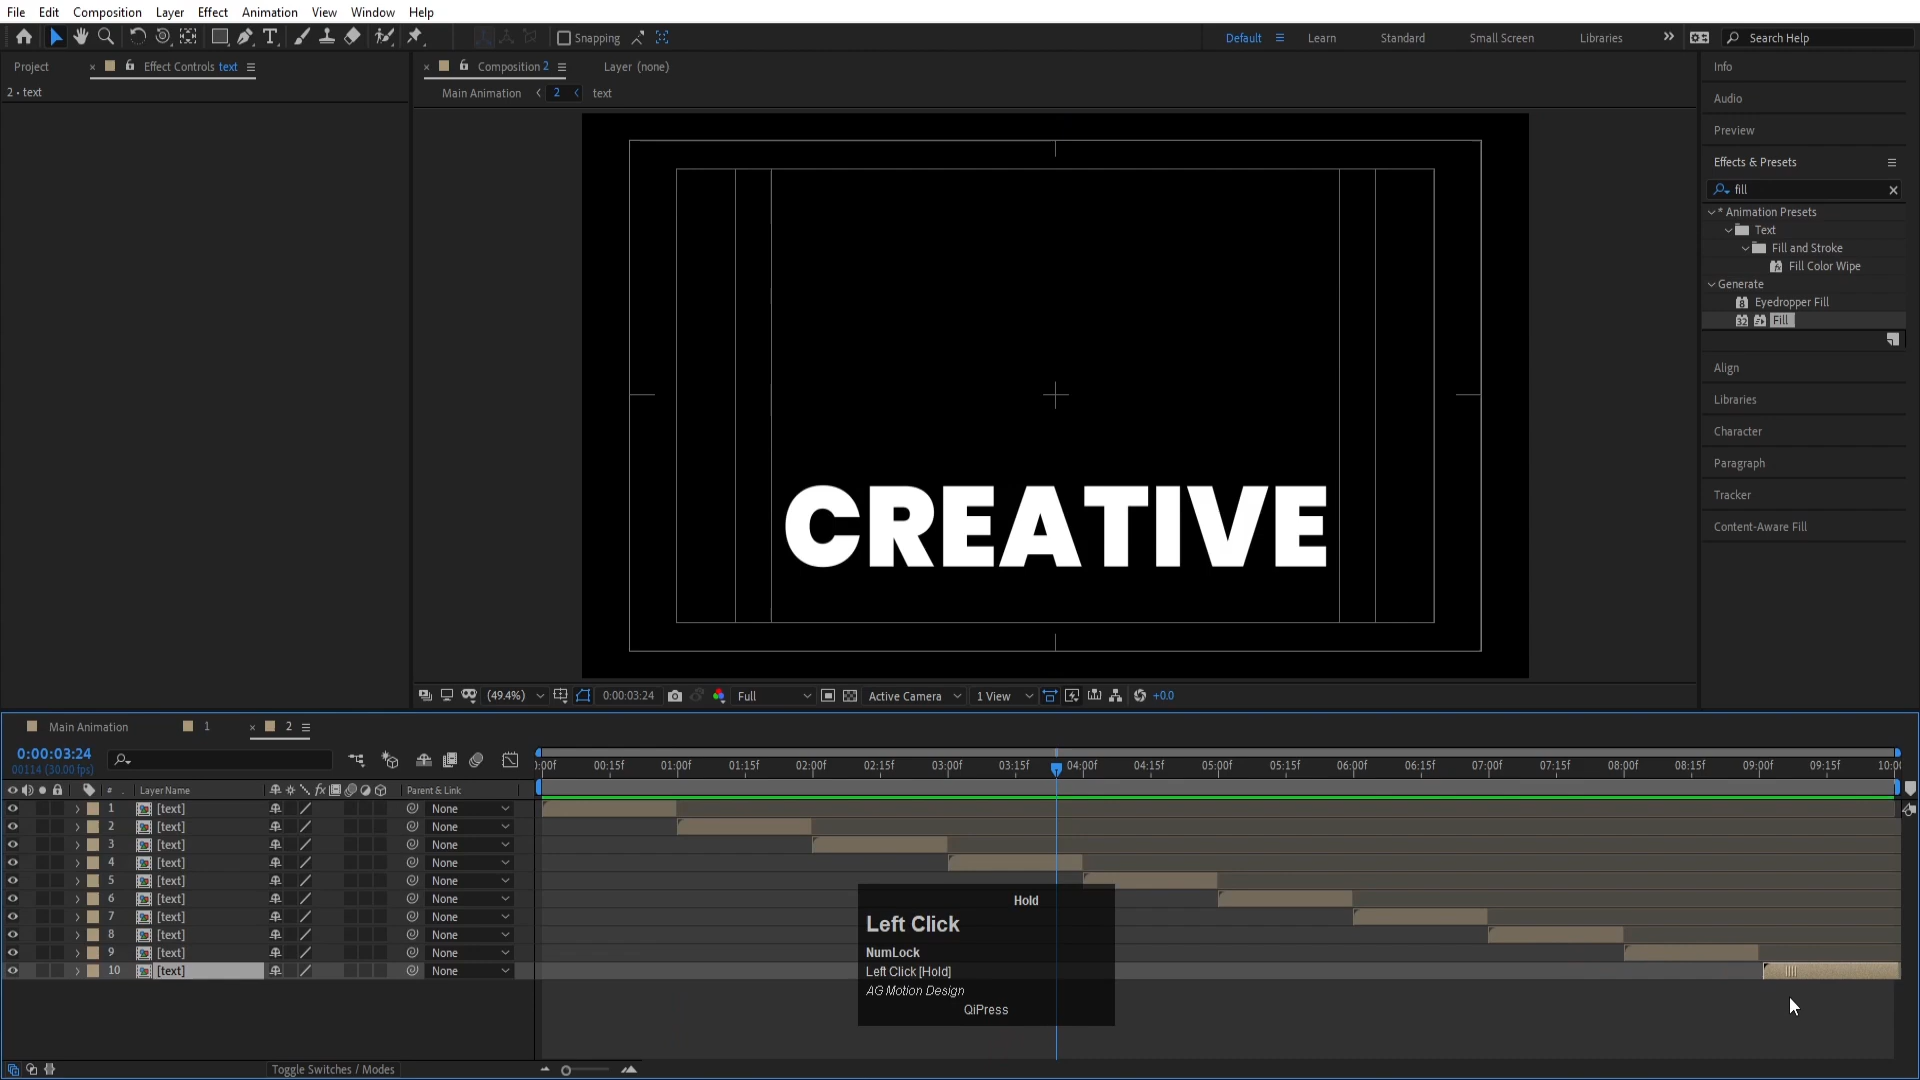 File Edit Composition Layer Effect Animation View Window Help
Snapping
Default Learn Standard Small Screen Libraries
Search Help
Project
Effect Controls text
2 • text
Composition 2
Layer (none)
Main Animation 2 text
CREATIVE
Info
Audio
Preview
Effects & Presets
fill
* Animation Presets
Text
Fill and Stroke
Fill Color Wipe
Generate
Eyedropper Fill
Fill
Align
Libraries
Character
Paragraph
Tracker
Content-Aware Fill
(49.4%) 0:00:03:24 Full Active Camera 1 View +0.0
Main Animation 1 2
0:00:03:24
00114 (30.00 fps)
:00f 00:15f 01:00f 01:15f 02:00f 02:15f 03:00f 03:15f 04:00f 04:15f 05:00f 05:15f 06:00f 06:15f 07:00f 07:15f 08:00f 08:15f 09:00f 09:15f 10:00
# Layer Name Parent & Link
1 [text] None
2 [text] None
3 [text] None
4 [text] None
5 [text] None
6 [text] None
7 [text] None
8 [text] None
9 [text] None
10 [text] None
Hold
Left Click
NumLock
Left Click [Hold]
AG Motion Design
QiPress
Toggle Switches / Modes